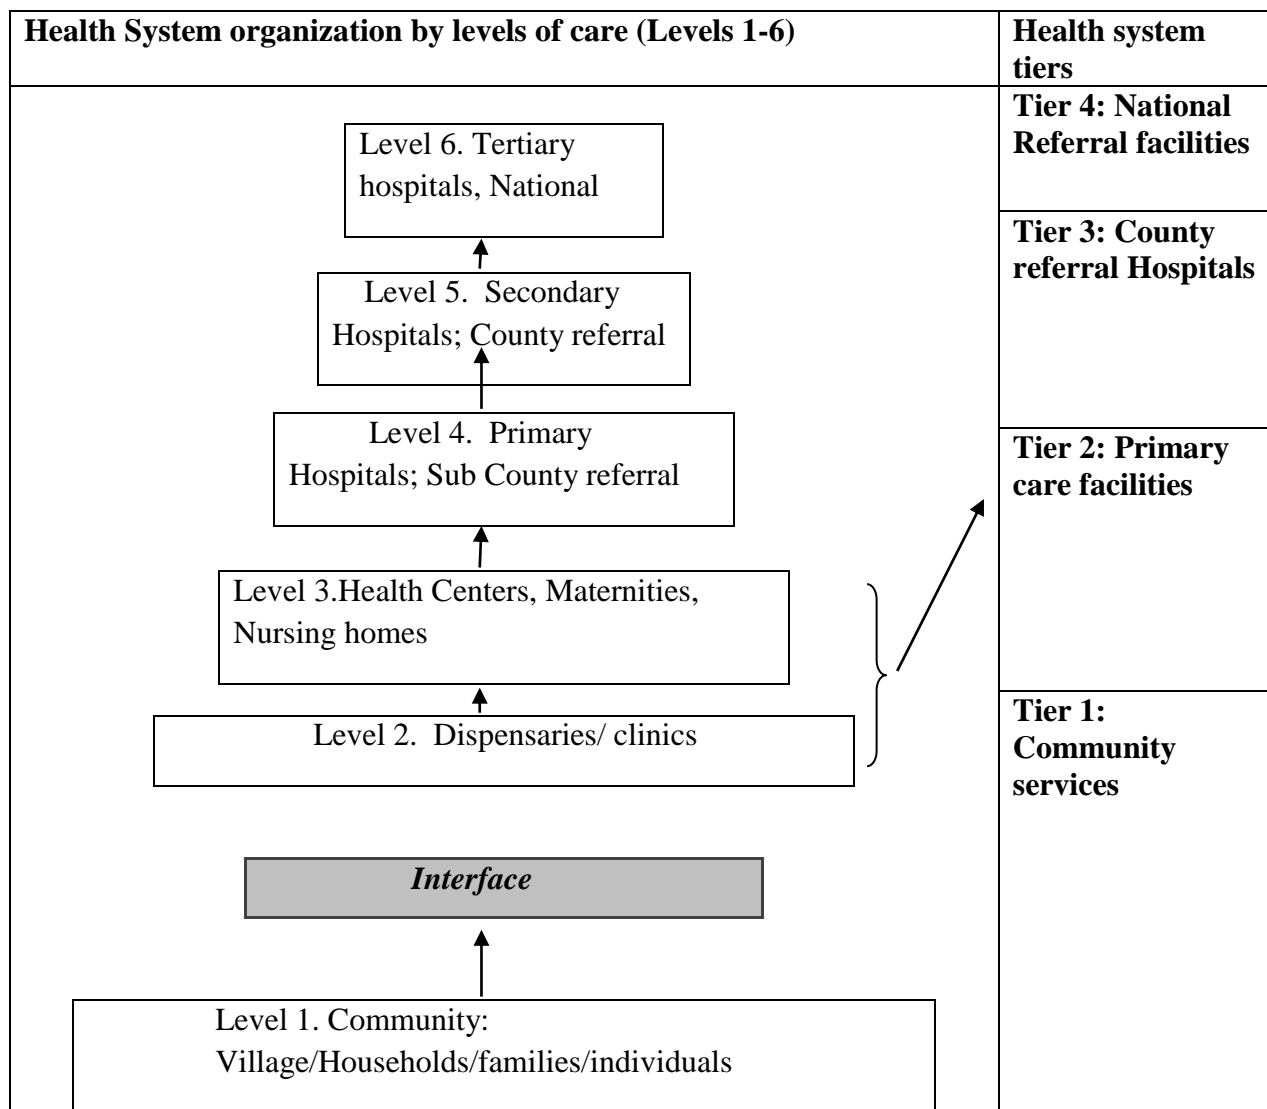 Health System organization by levels of care (Levels 1-6)
Health system
tiers
Level 6. Tertiary
hospitals, National
Level 5.  Secondary
Hospitals; County referral
Level 4.  Primary
Hospitals; Sub County referral
Level 3.Health Centers, Maternities,
Nursing homes
Level 2.  Dispensaries/ clinics
Interface
Level 1. Community:
Village/Households/families/individuals
Tier 4: National
Referral facilities
Tier 3: County
referral Hospitals
Tier 2: Primary
care facilities
Tier 1:
Community
services